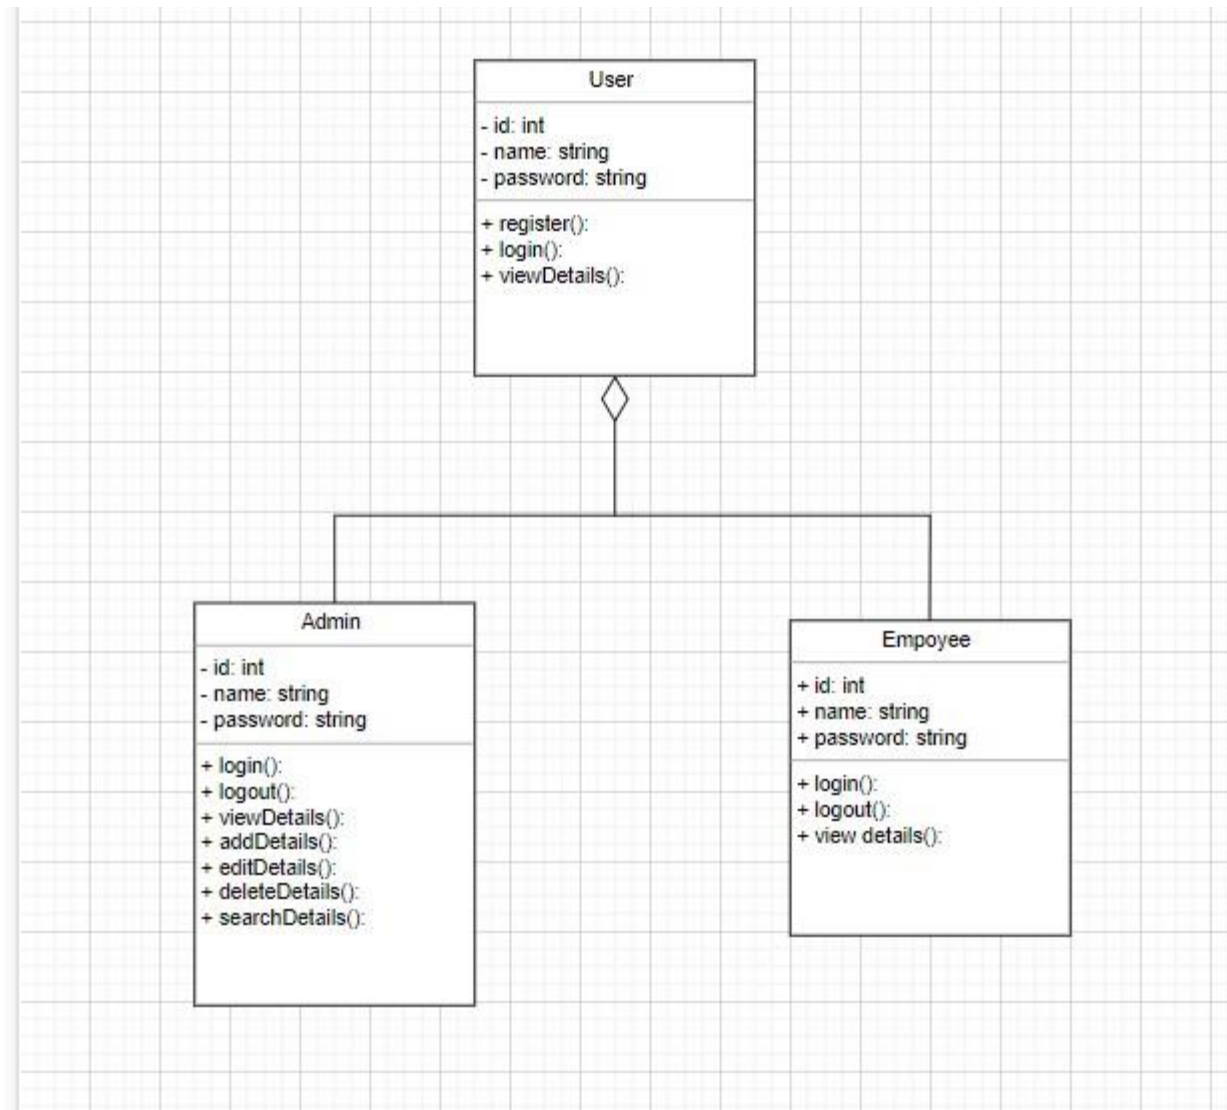 User
- id: int
- name: string
- password: string
+ register():
+ login():
+ viewDetails():
Admin
- id: int
- name: string
- password: string
+ login():
+ logout():
+ viewDetails():
+ addDetails():
+ editDetails():
+ deleteDetails():
+ searchDetails():
Empoyee
+ id: int
+ name: string
+ password: string
+ login():
+ logout():
+ view details():